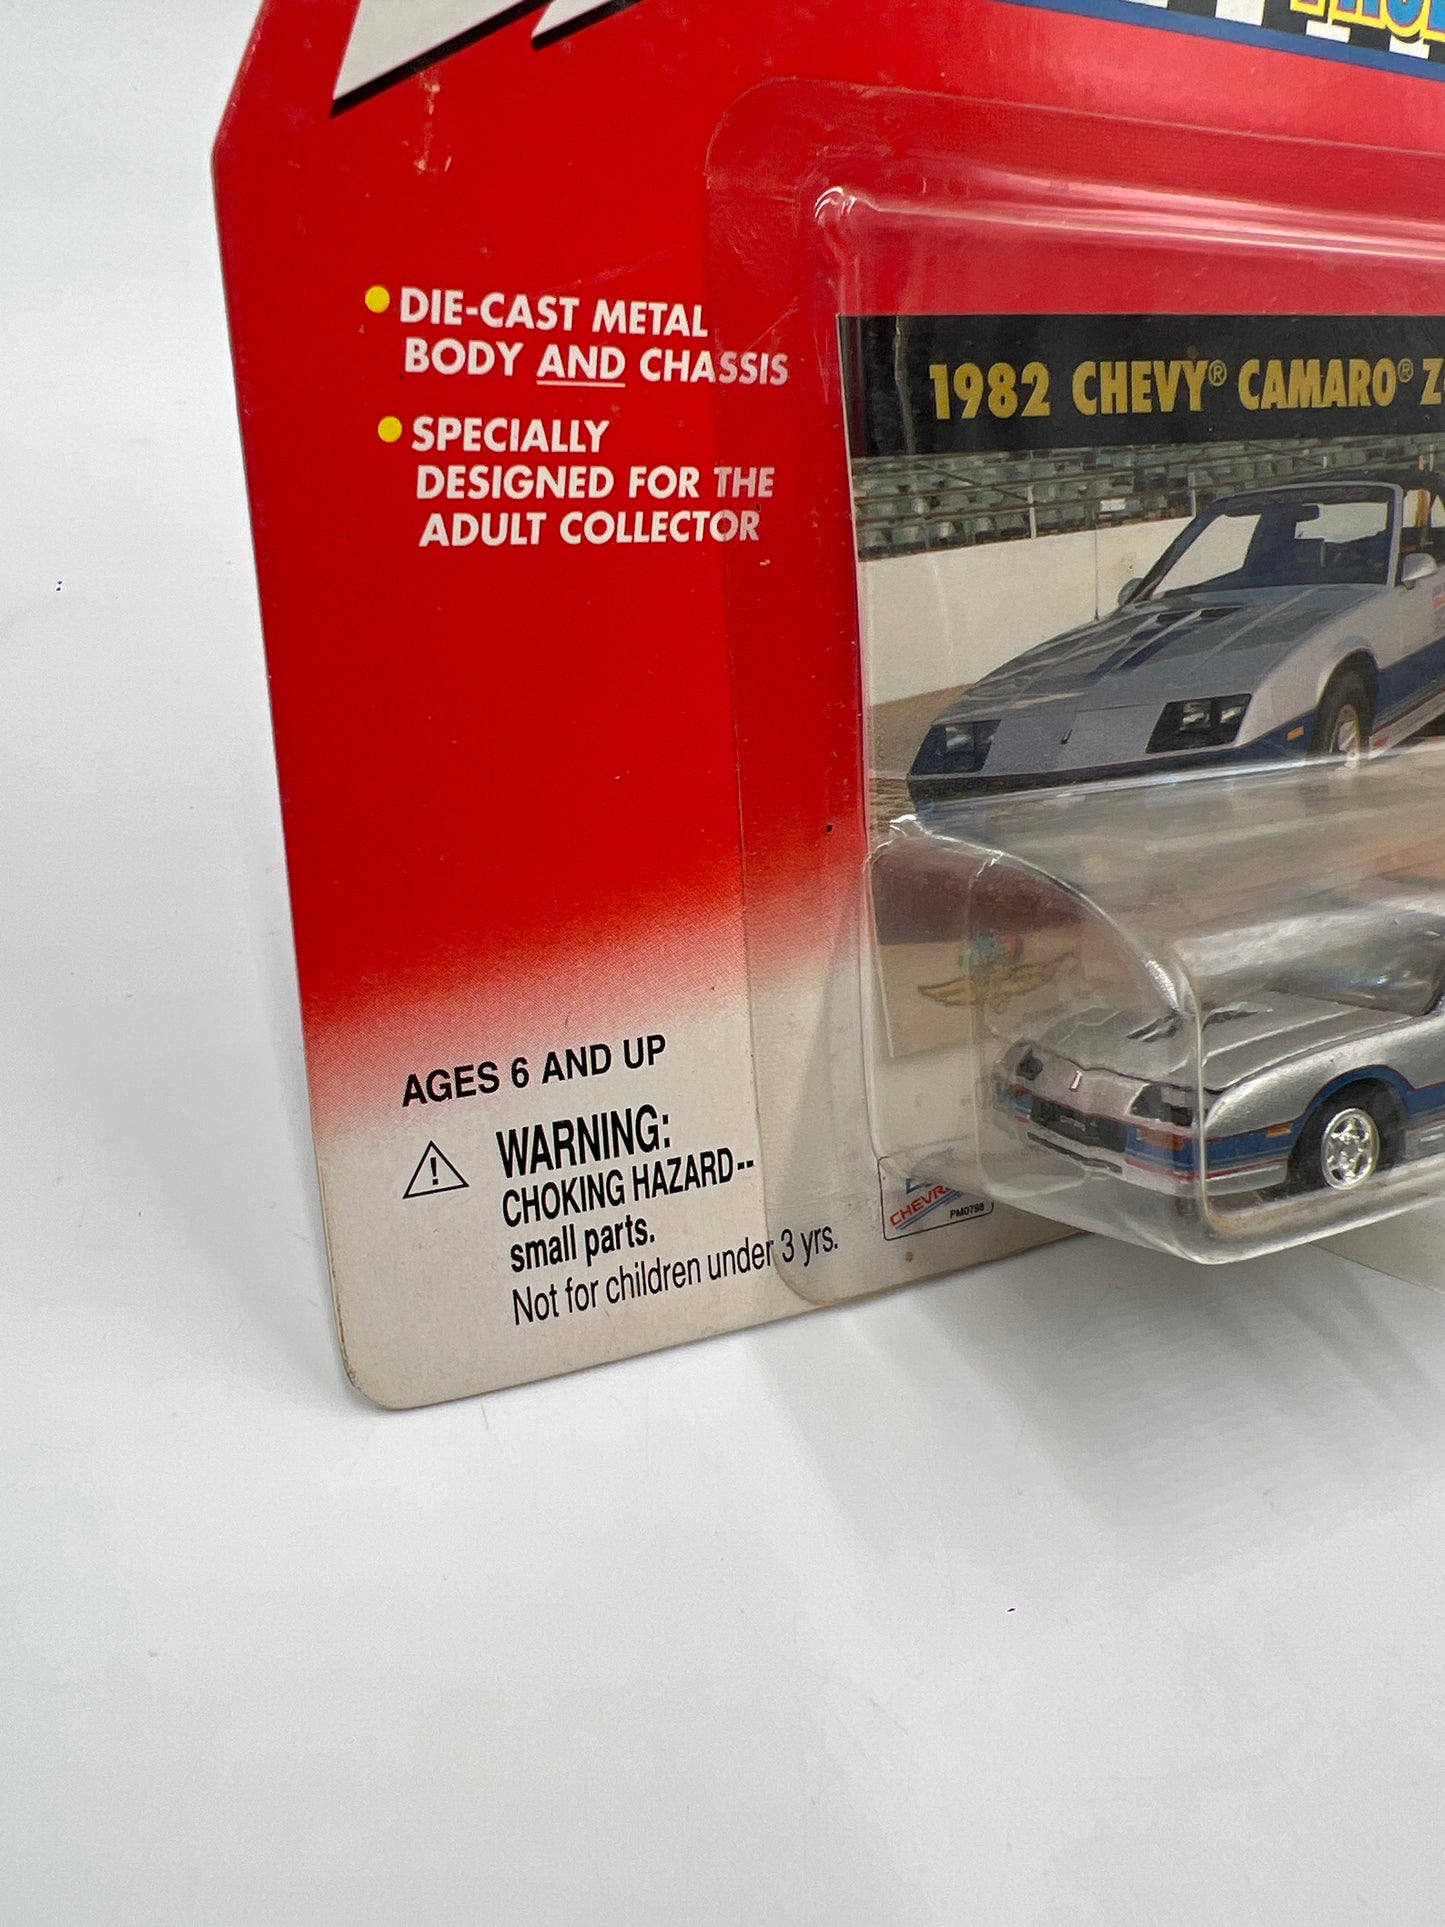 DIE-CAST METAL
BODY AND CHASSIS
SPECIALLY
DESIGNED FOR THE
ADULT COLLECTOR
1982 CHEVY® CAMARO® Z
AGES 6 AND UP
WARNING:
CHOKING HAZARD--
small parts.
Not for children under 3 yrs.
PM0798